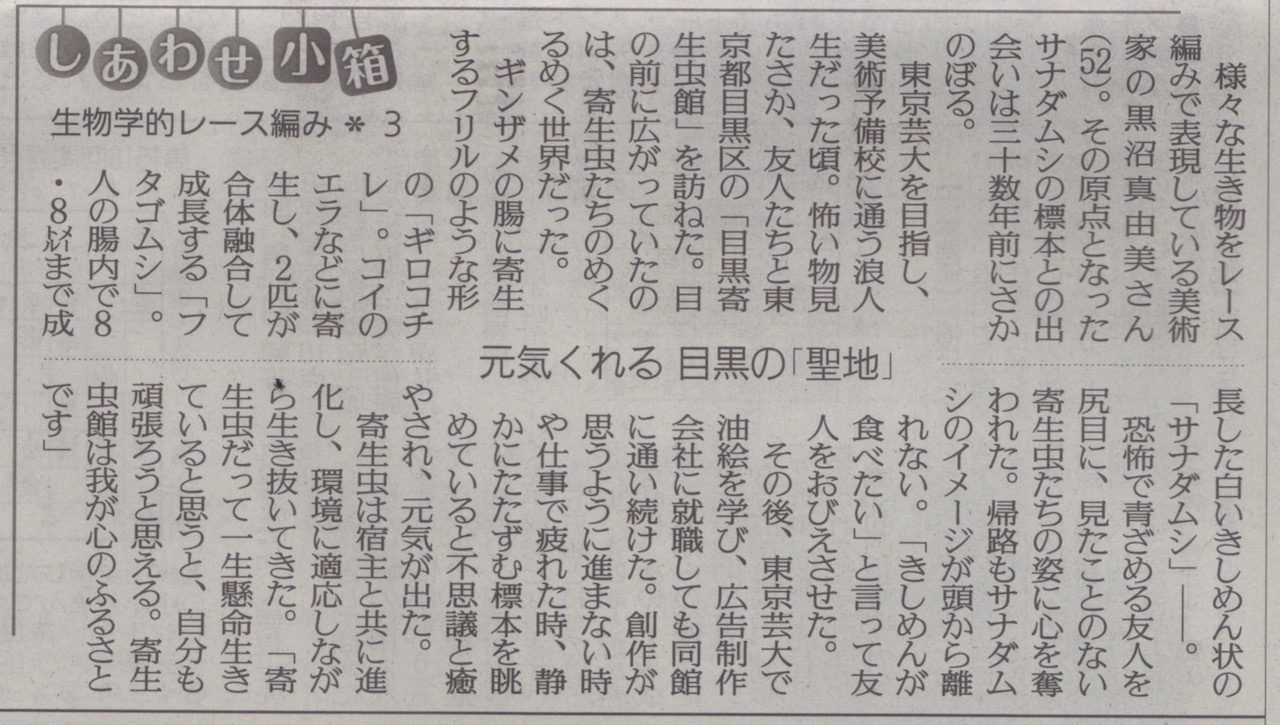 しあわせ小箱
生物学的レース編み＊3
元気くれる 目黒の「聖地」
様々な生き物をレース
編みで表現している美術
家の黒沼真由美さん
(52)。その原点となった
サナダムシの標本との出
会いは三十数年前にさか
のぼる。
東京芸大を目指し、
美術予備校に通う浪人
生だった頃。怖い物見
たさか、友人たちと東
京都目黒区の「目黒寄
生虫館」を訪ねた。目
の前に広がっていたの
は、寄生虫たちのめく
るめく世界だった。
ギンザメの腸に寄生
するフリルのような形
の「ギロコチ
レ」。コイの
エラなどに寄
生し、2匹が
合体融合して
成長する「フ
タゴムシ」。
人の腸内で8
・8㍍まで成
長した白いきしめん状の
「サナダムシ」――。
恐怖で青ざめる友人を
尻目に、見たことのない
寄生虫たちの姿に心を奪
われた。帰路もサナダム
シのイメージが頭から離
れない。「きしめんが
食べたい」と言って友
人をおびえさせた。
その後、東京芸大で
油絵を学び、広告制作
会社に就職しても同館
に通い続けた。創作が
思うように進まない時
や仕事で疲れた時、静
かにたたずむ標本を眺
めていると不思議と癒
やされ、元気が出た。
寄生虫は宿主と共に進
化し、環境に適応しなが
ら生き抜いてきた。「寄
生虫だって一生懸命生き
ていると思うと、自分も
頑張ろうと思える。寄生
虫館は我が心のふるさと
です」